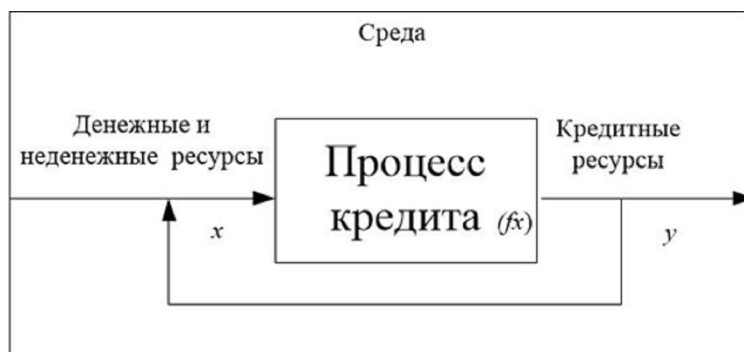 Среда
Денежные и
неденежные ресурсы
Процесс
кредита (fx)
Кредитные
ресурсы
x
y